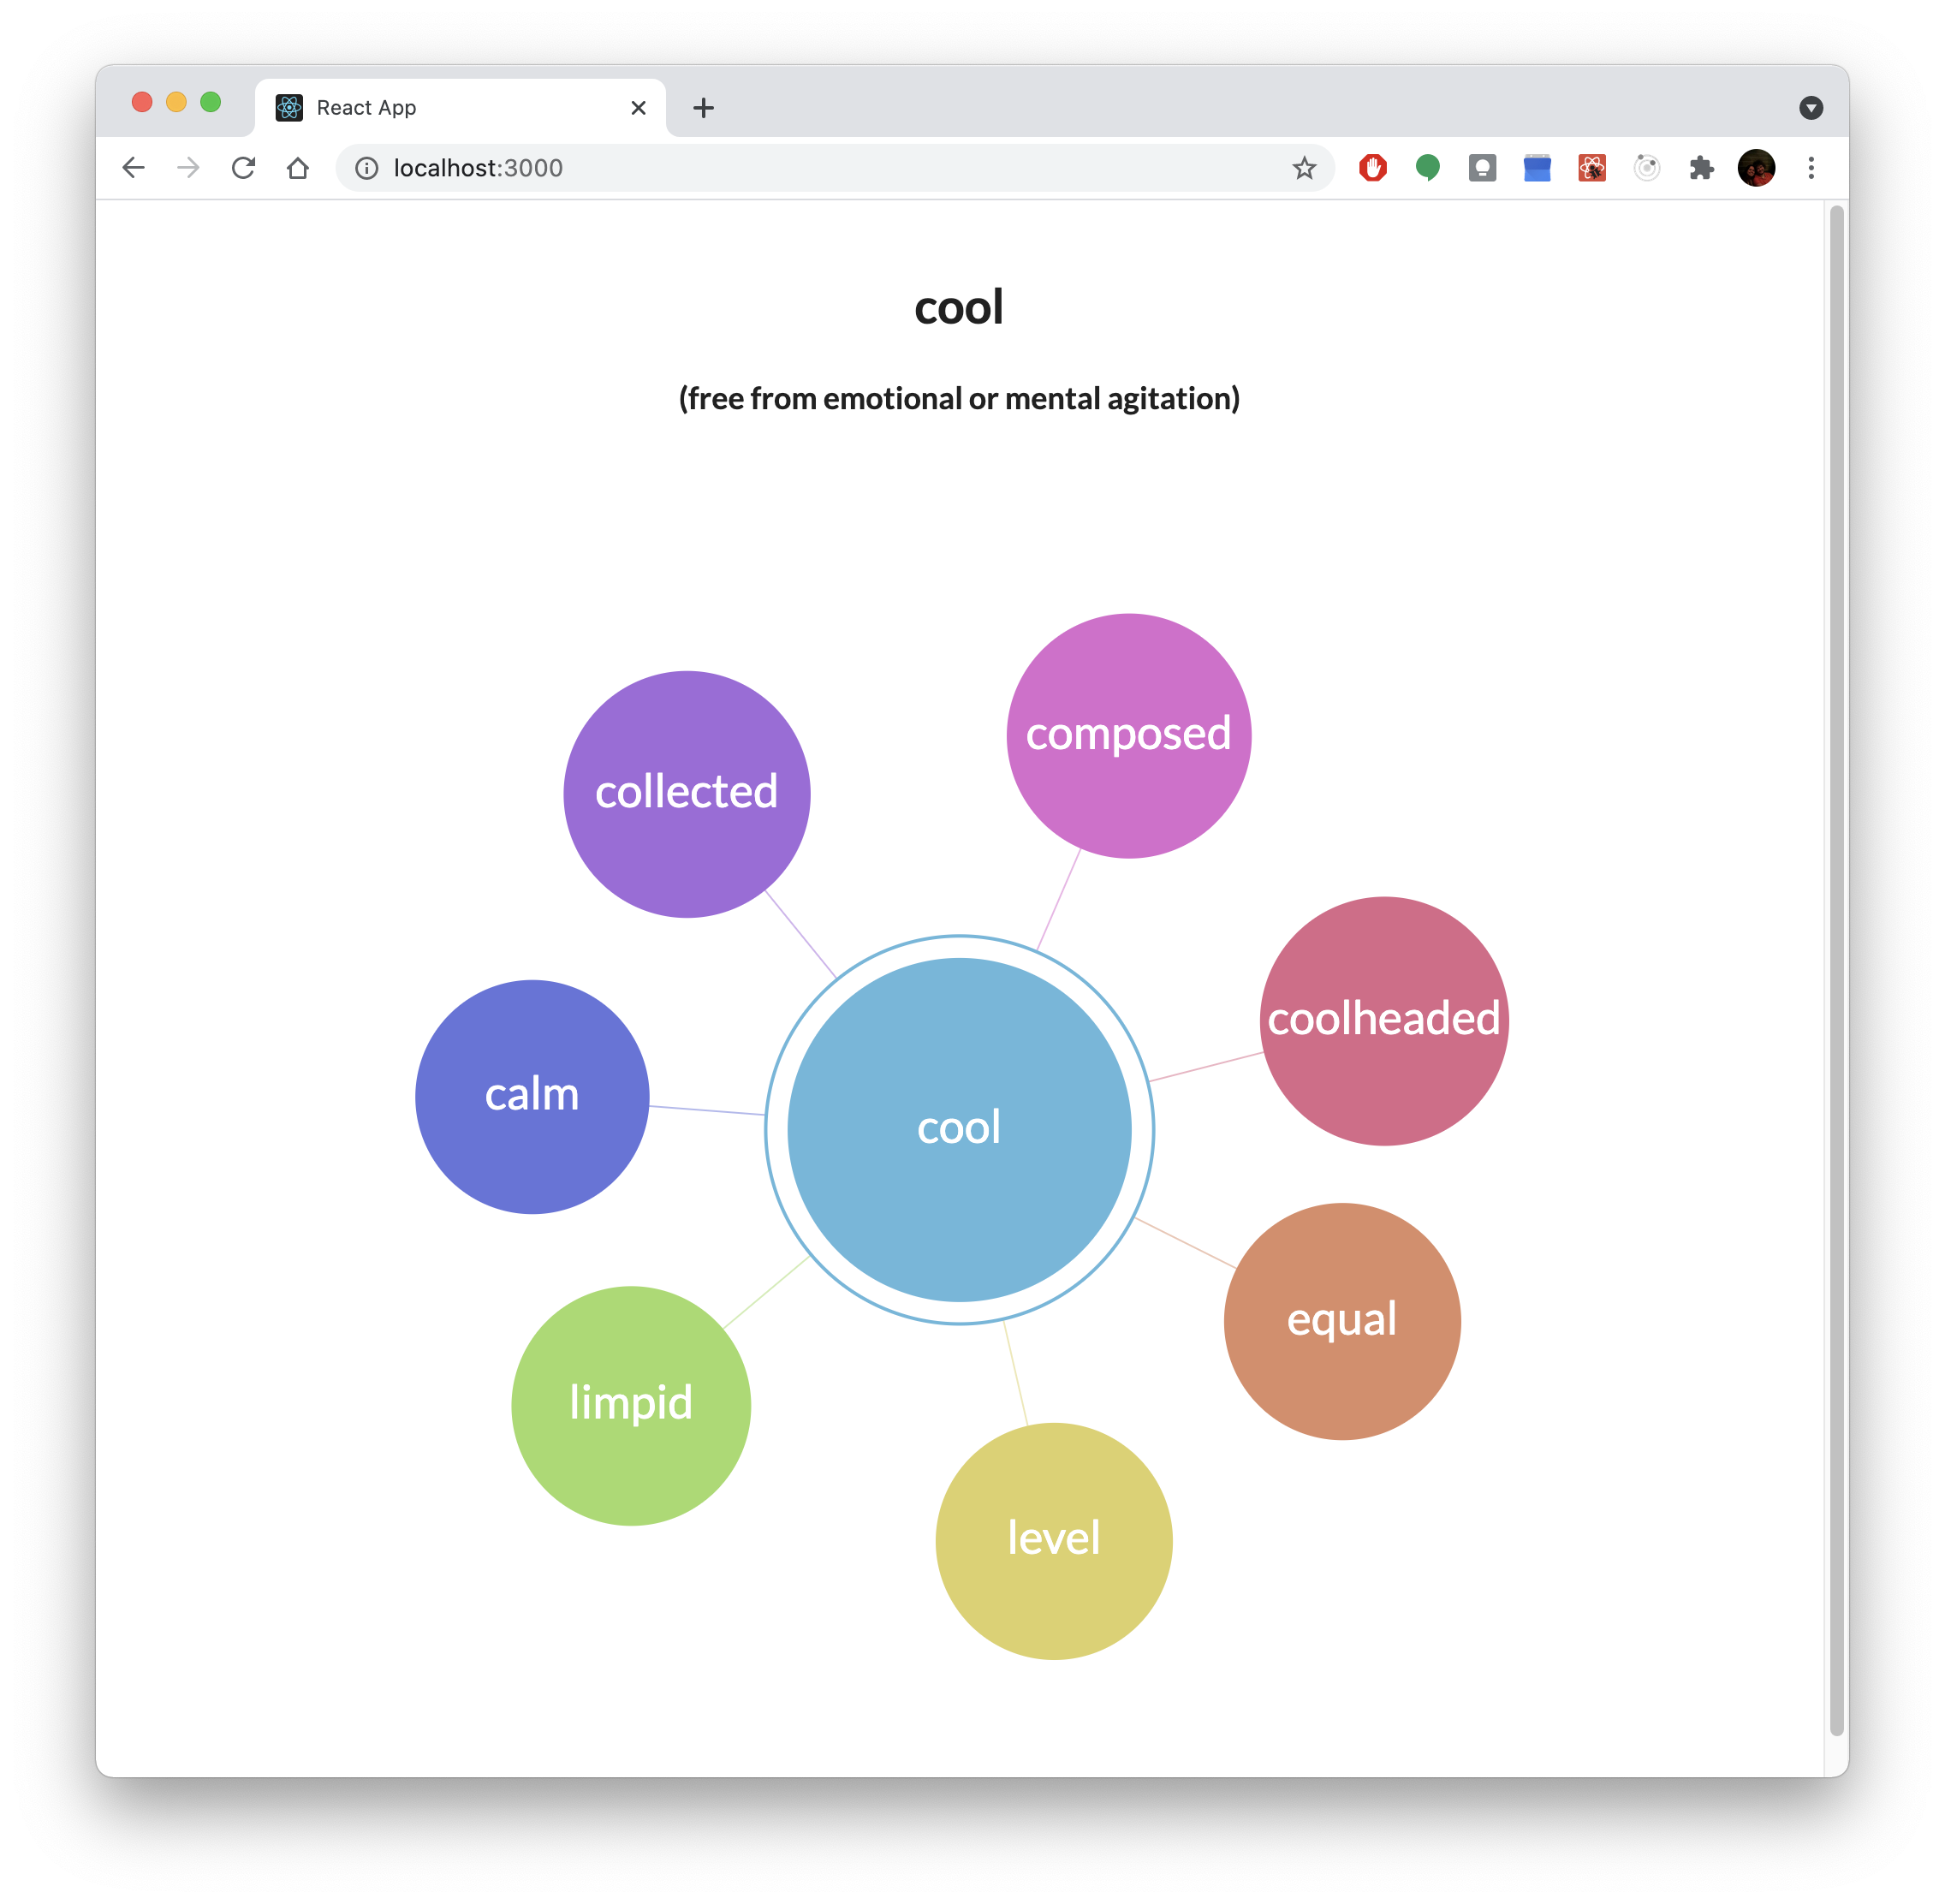 React App
localhost:3000
cool
(free from emotional or mental agitation)
composed
collected
coolheaded
calm
cool
equal
limpid
level